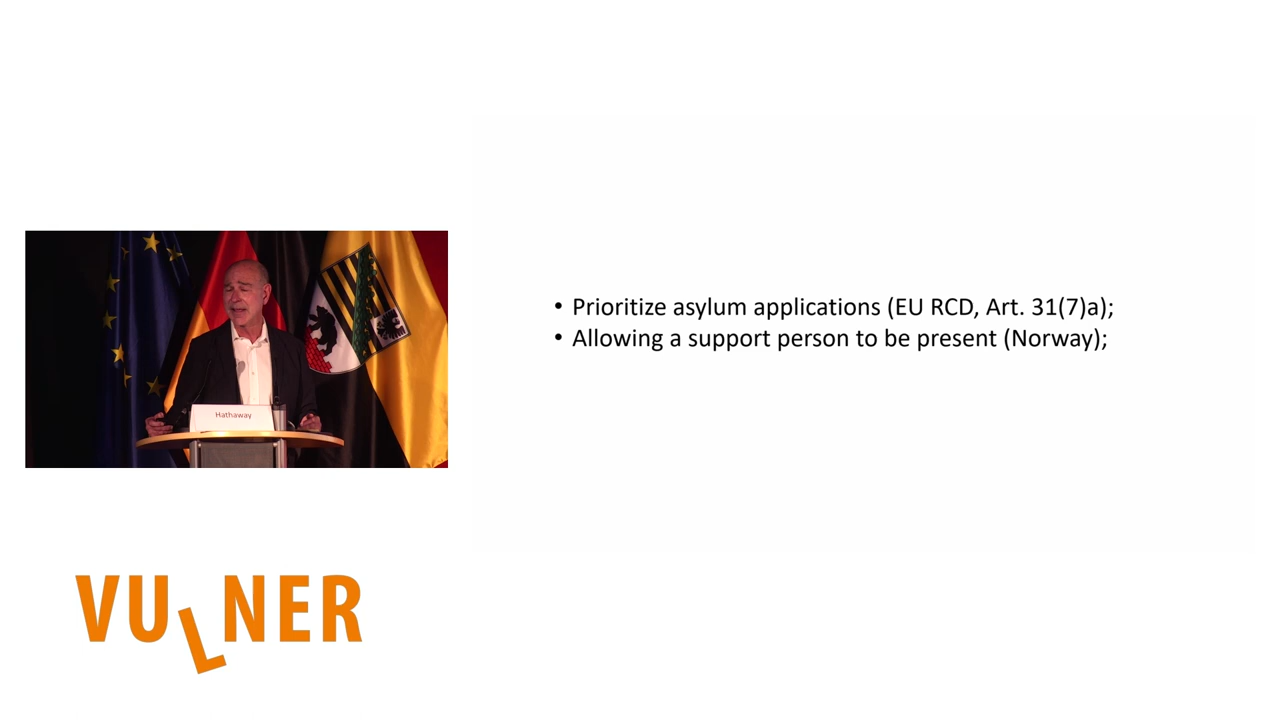 • Prioritize asylum applications (EU RCD, Art. 31(7)a);
• Allowing a support person to be present (Norway);
Hathaway
VULNER